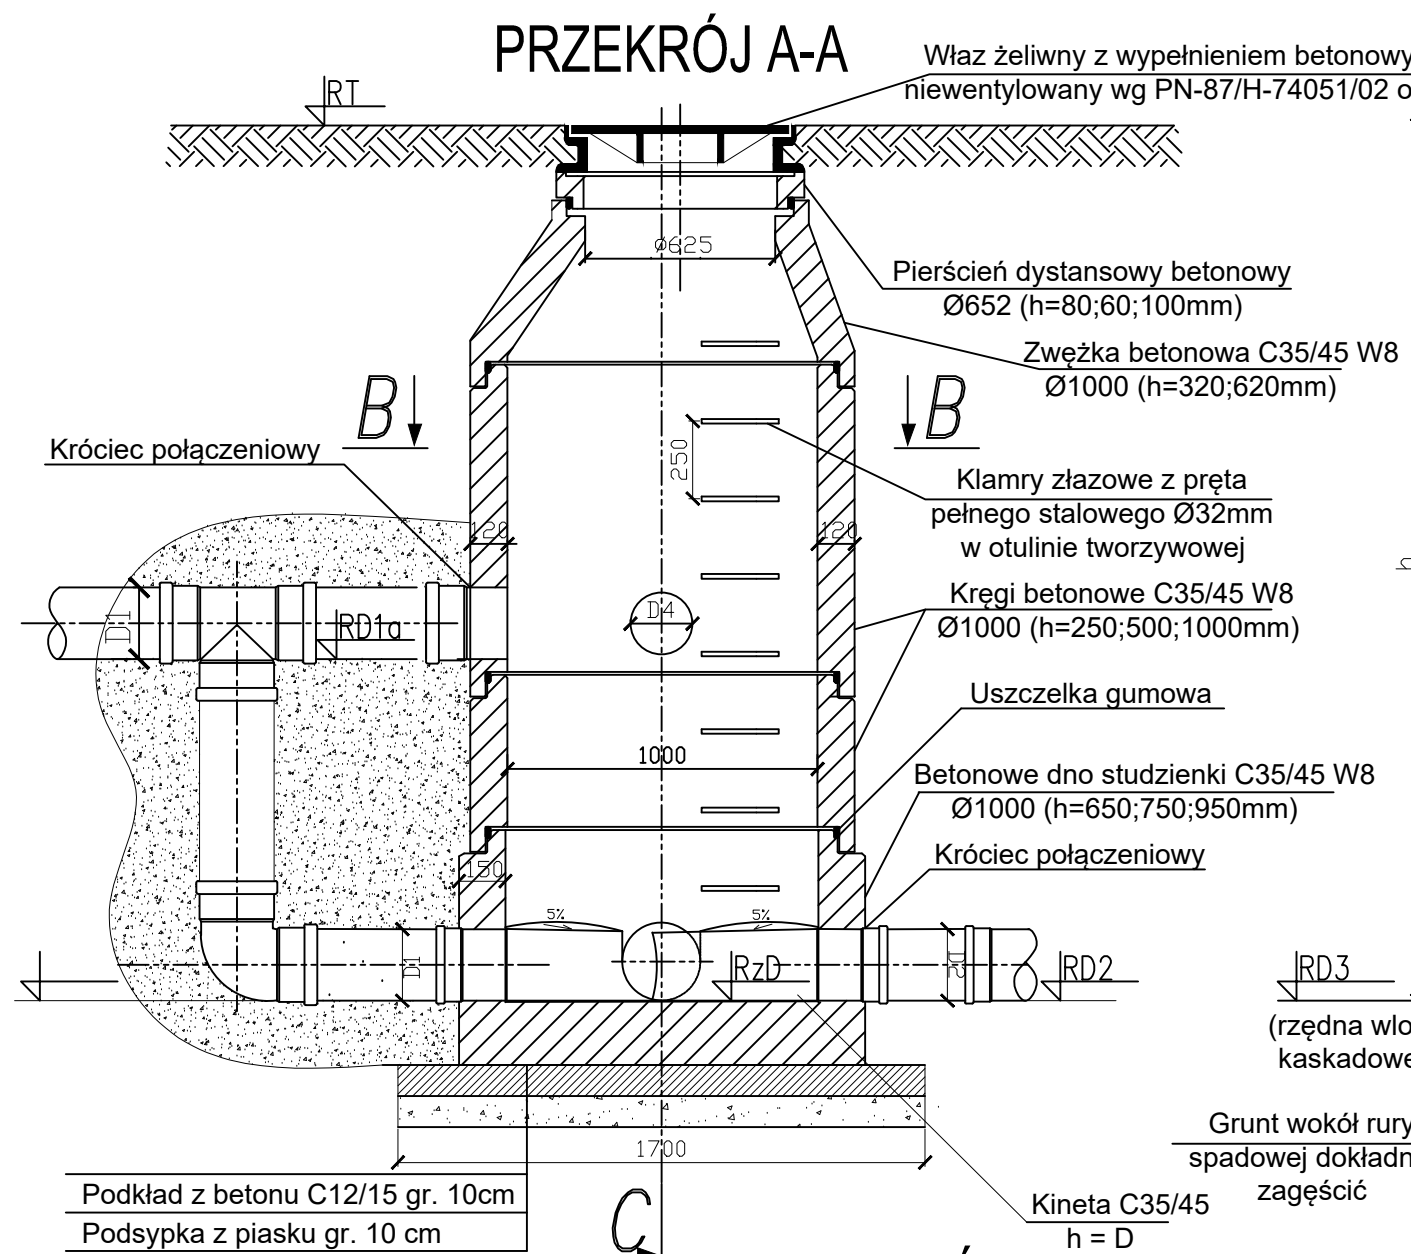 PRZEKRÓJ A-A
Właz żeliwny z wypełnieniem betonowy
niewentylowany wg PN-87/H-74051/02 o
RT
Ø625
Pierścień dystansowy betonowy
Ø652 (h=80;60;100mm)
Zwężka betonowa C35/45 W8
Ø1000 (h=320;620mm)
B
B
Króciec połączeniowy
250
Klamry złazowe z pręta
pełnego stalowego Ø32mm
w otulinie tworzywowej
120
120
Kręgi betonowe C35/45 W8
Ø1000 (h=250;500;1000mm)
D1
RD1a
D4
Uszczelka gumowa
1000
Betonowe dno studzienki C35/45 W8
Ø1000 (h=650;750;950mm)
Króciec połączeniowy
150
5%
5%
D1
RzD
D2
RD2
RD3
(rzędna wlo
kaskadowe
Grunt wokół rury
spadowej dokładn
zagęścić
1700
Podkład z betonu C12/15 gr. 10cm
Podsypka z piasku gr. 10 cm
C
Kineta C35/45
h = D